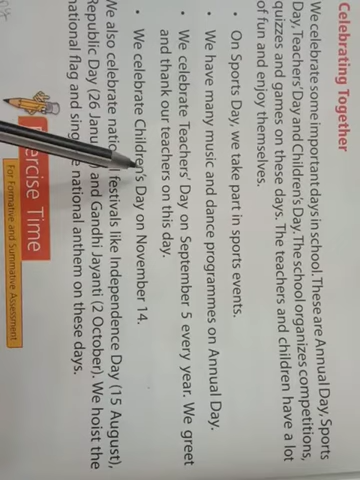 Celebrating Together
We celebrate some important days in school. These are Annual Day, Sports
Day, Teachers' Day and Children's Day. The school organizes competitions,
quizzes and games on these days. The teachers and children have a lot
of fun and enjoy themselves.
• On Sports Day, we take part in sports events.
• We have many music and dance programmes on Annual Day.
• We celebrate Teachers' Day on September 5 every year. We greet
and thank our teachers on this day.
• We celebrate Children's Day on November 14.
We also celebrate festivals like Independence Day (15 August),
Republic Day (26 and Gandhi Jayanti (2 October). We hoist the
national flag and national anthem on these days.
Time
For Formative and Summative Assessment